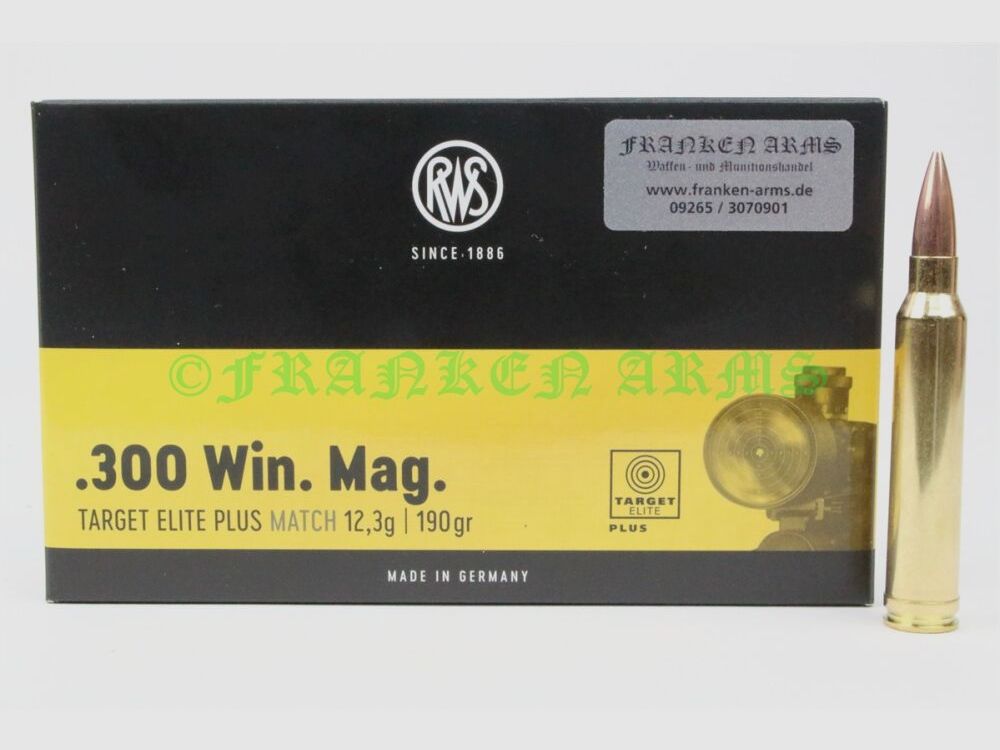 RWS
SINCE·1886
FRANKEN ARMS
Waffen - und Munitionshandel
www.franken-arms.de
09265 / 3070901
©FRANKEN ARMS
.300 Win. Mag.
TARGET ELITE PLUS MATCH 12,3g | 190gr
TARGET
ELITE
PLUS
MADE IN GERMANY